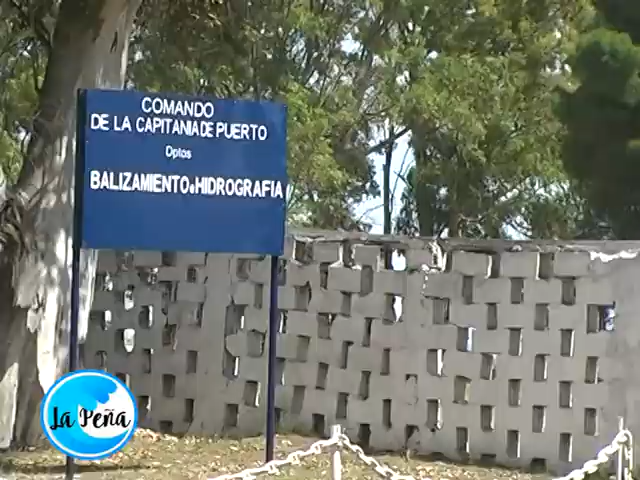 COMANDO
DE LA CAPITANIA DE PUERTO
Dptos
BALIZAMIENTO e HIDROGRAFIA
La Peña